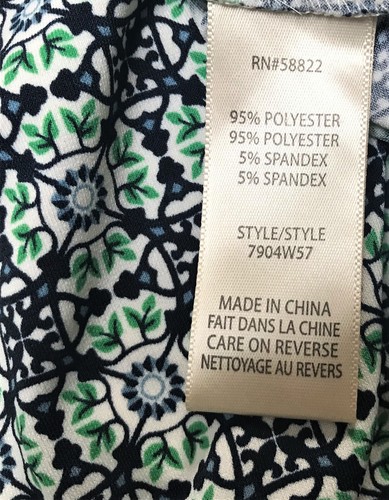 RN#58822
95% POLYESTER
95% POLYESTER
5% SPANDEX
5% SPANDEX
STYLE/STYLE
7904W57
MADE IN CHINA
FAIT DANS LA CHINE
CARE ON REVERSE
NETTOYAGE AU REVERS